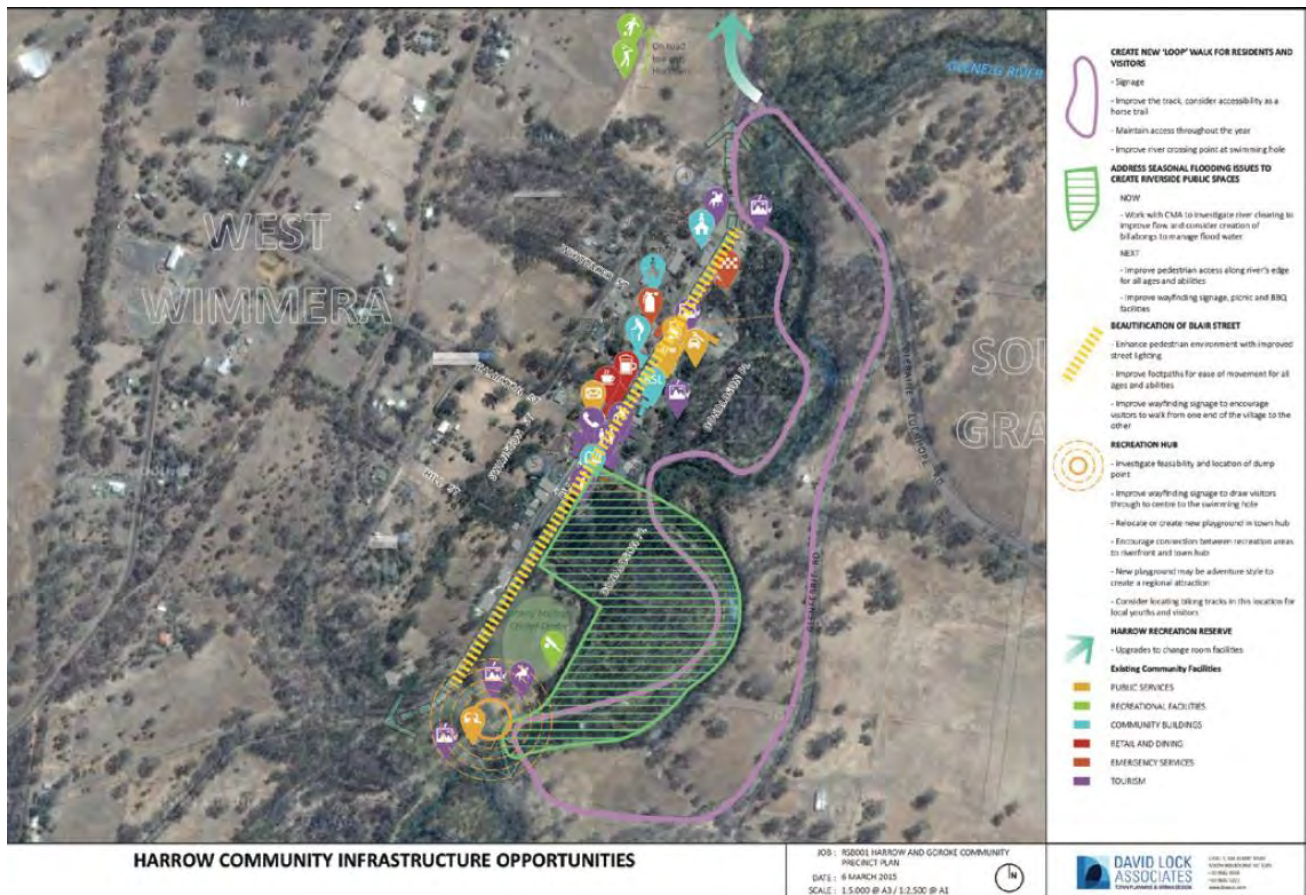 On road
GLENELG RIVER
WEST
WIMMERA
SOU
GRA
RSL
HARROW COMMUNITY INFRASTRUCTURE OPPORTUNITIES
JOB : RSB001 HARROW AND GOROKE COMMUNITY
PRECINCT PLAN
DATE : 6 MARCH 2015
SCALE : 1:5,000 @ A3 / 1:2,500 @ A1
N
CREATE NEW 'LOOP' WALK FOR RESIDENTS AND
VISITORS
- Signage
- Improve the track, consider accessibility as a
horse trail
- Maintain access throughout the year
- Improve river crossing point at swimming hole
ADDRESS SEASONAL FLOODING ISSUES TO
CREATE RIVERSIDE PUBLIC SPACES
NOW
- Work with CMA to investigate river clearing to
improve flow and consider creation of
billabongs to manage flood water
NEXT
- Improve pedestrian access along river's edge
for all ages and abilities
- Improve wayfinding signage, picnic and BBQ
facilities
BEAUTIFICATION OF BLAIR STREET
- Enhance pedestrian environment with improved
street lighting
- Improve footpaths for ease of movement for all
ages and abilities
- Improve wayfinding signage to encourage
visitors to walk from one end of the village to the
other
RECREATION HUB
- Investigate feasibility and location of dump
point
- Improve wayfinding signage to draw visitors
through to centre to the swimming hole
- Relocate or create new playground in town hub
- Encourage connection between recreation areas
to riverfront and town hub
- New playground may be adventure style to
create a regional attraction
- Consider locating biking tracks in this location for
local youths and visitors
HARROW RECREATION RESERVE
- Upgrades to change room facilities
Existing Community Facilities
PUBLIC SERVICES
RECREATIONAL FACILITIES
COMMUNITY BUILDINGS
RETAIL AND DINING
EMERGENCY SERVICES
TOURISM
DAVID LOCK
ASSOCIATES